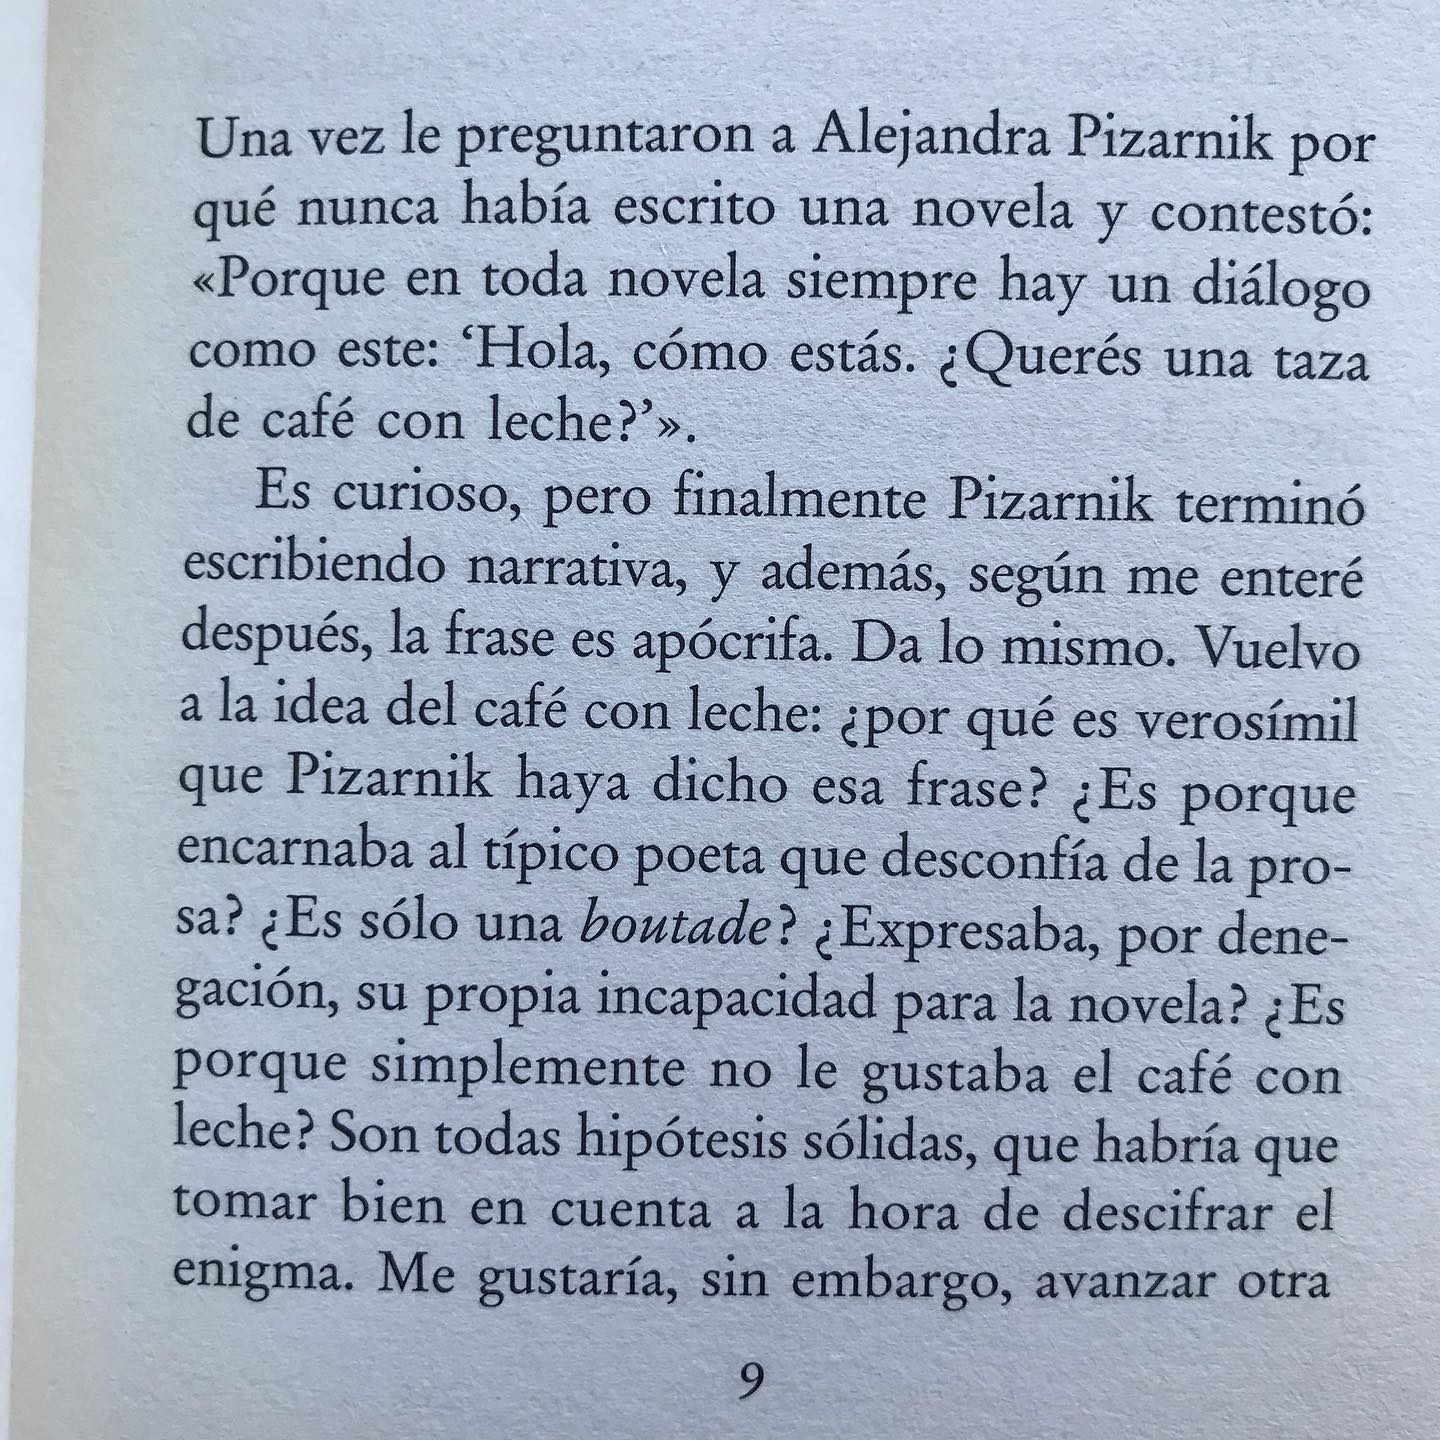 Una vez le preguntaron a Alejandra Pizarnik por
qué nunca había escrito una novela y contestó:
«Porque en toda novela siempre hay un diálogo
como este: ‘Hola, cómo estás. ¿Querés una taza
de café con leche?’».
Es curioso, pero finalmente Pizarnik terminó
escribiendo narrativa, y además, según me enteré
después, la frase es apócrifa. Da lo mismo. Vuelvo
a la idea del café con leche: ¿por qué es verosímil
que Pizarnik haya dicho esa frase? ¿Es porque
encarnaba al típico poeta que desconfía de la pro-
sa? ¿Es sólo una boutade? ¿Expresaba, por dene-
gación, su propia incapacidad para la novela? ¿Es
porque simplemente no le gustaba el café con
leche? Son todas hipótesis sólidas, que habría que
tomar bien en cuenta a la hora de descifrar el
enigma. Me gustaría, sin embargo, avanzar otra
9